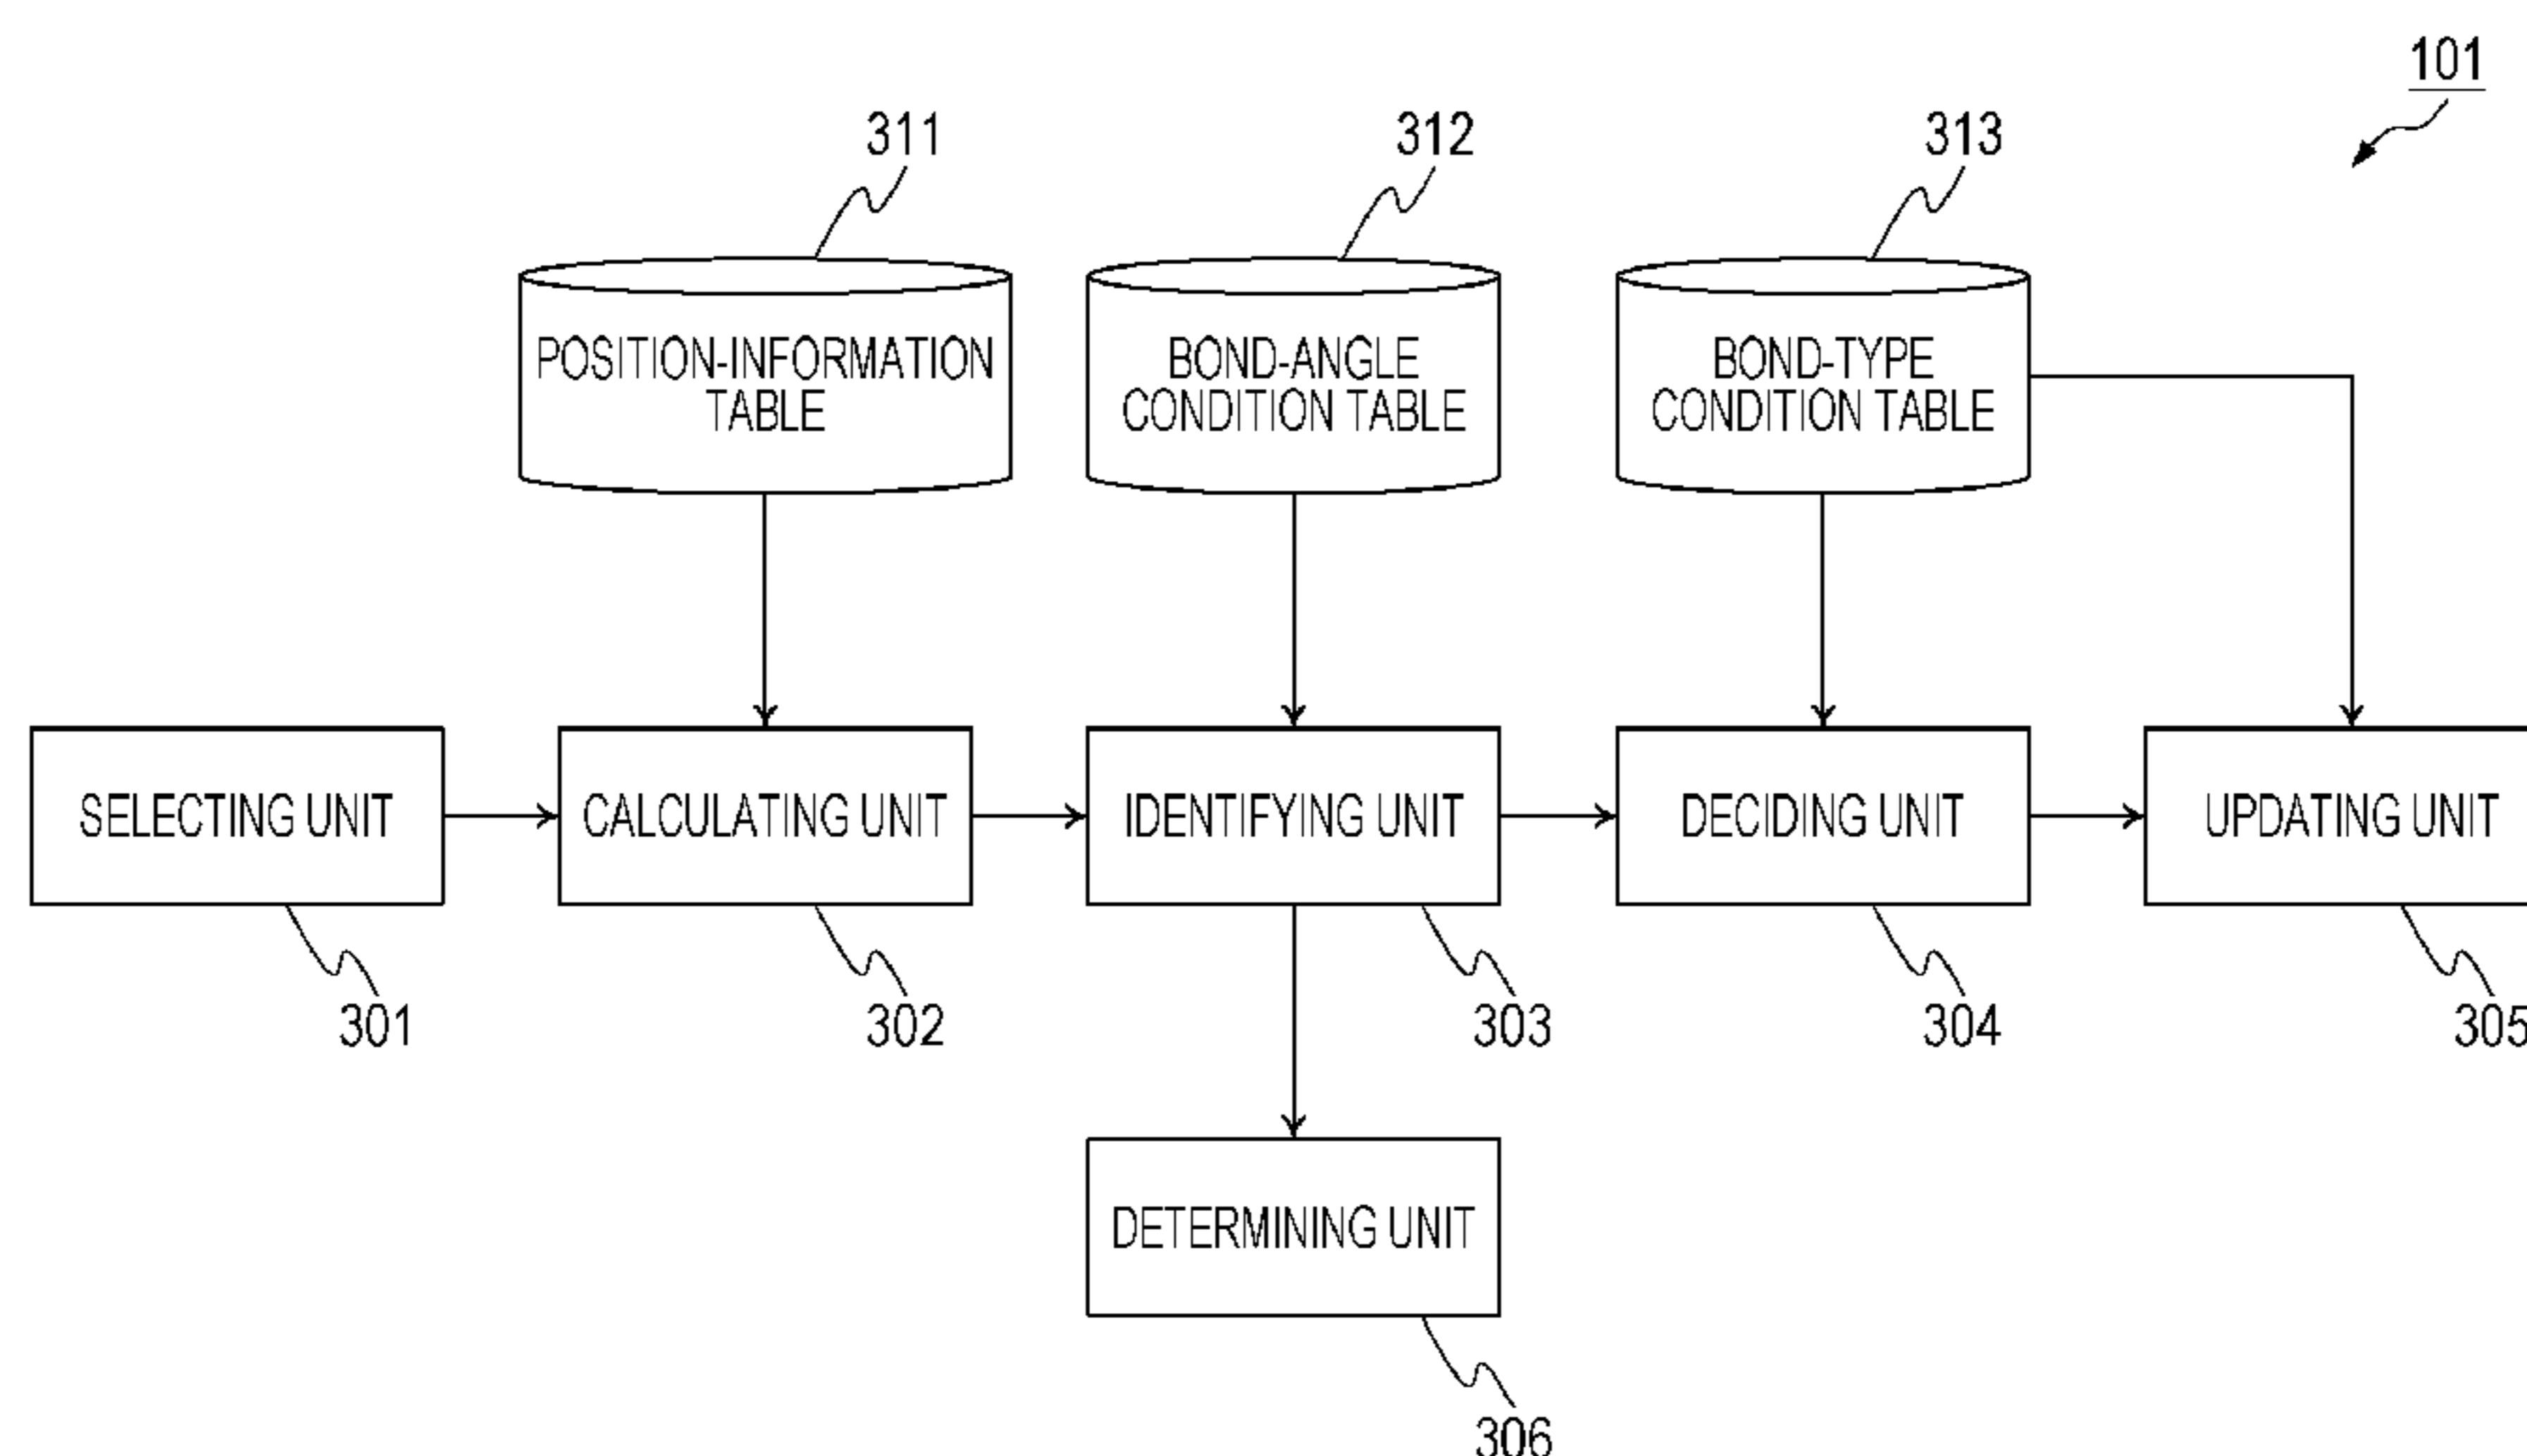 101
311
312
313
POSITION-INFORMATION
TABLE
BOND-ANGLE
CONDITION TABLE
BOND-TYPE
CONDITION TABLE
SELECTING UNIT
CALCULATING UNIT
IDENTIFYING UNIT
DECIDING UNIT
UPDATING UNIT
301
302
303
304
305
DETERMINING UNIT
306